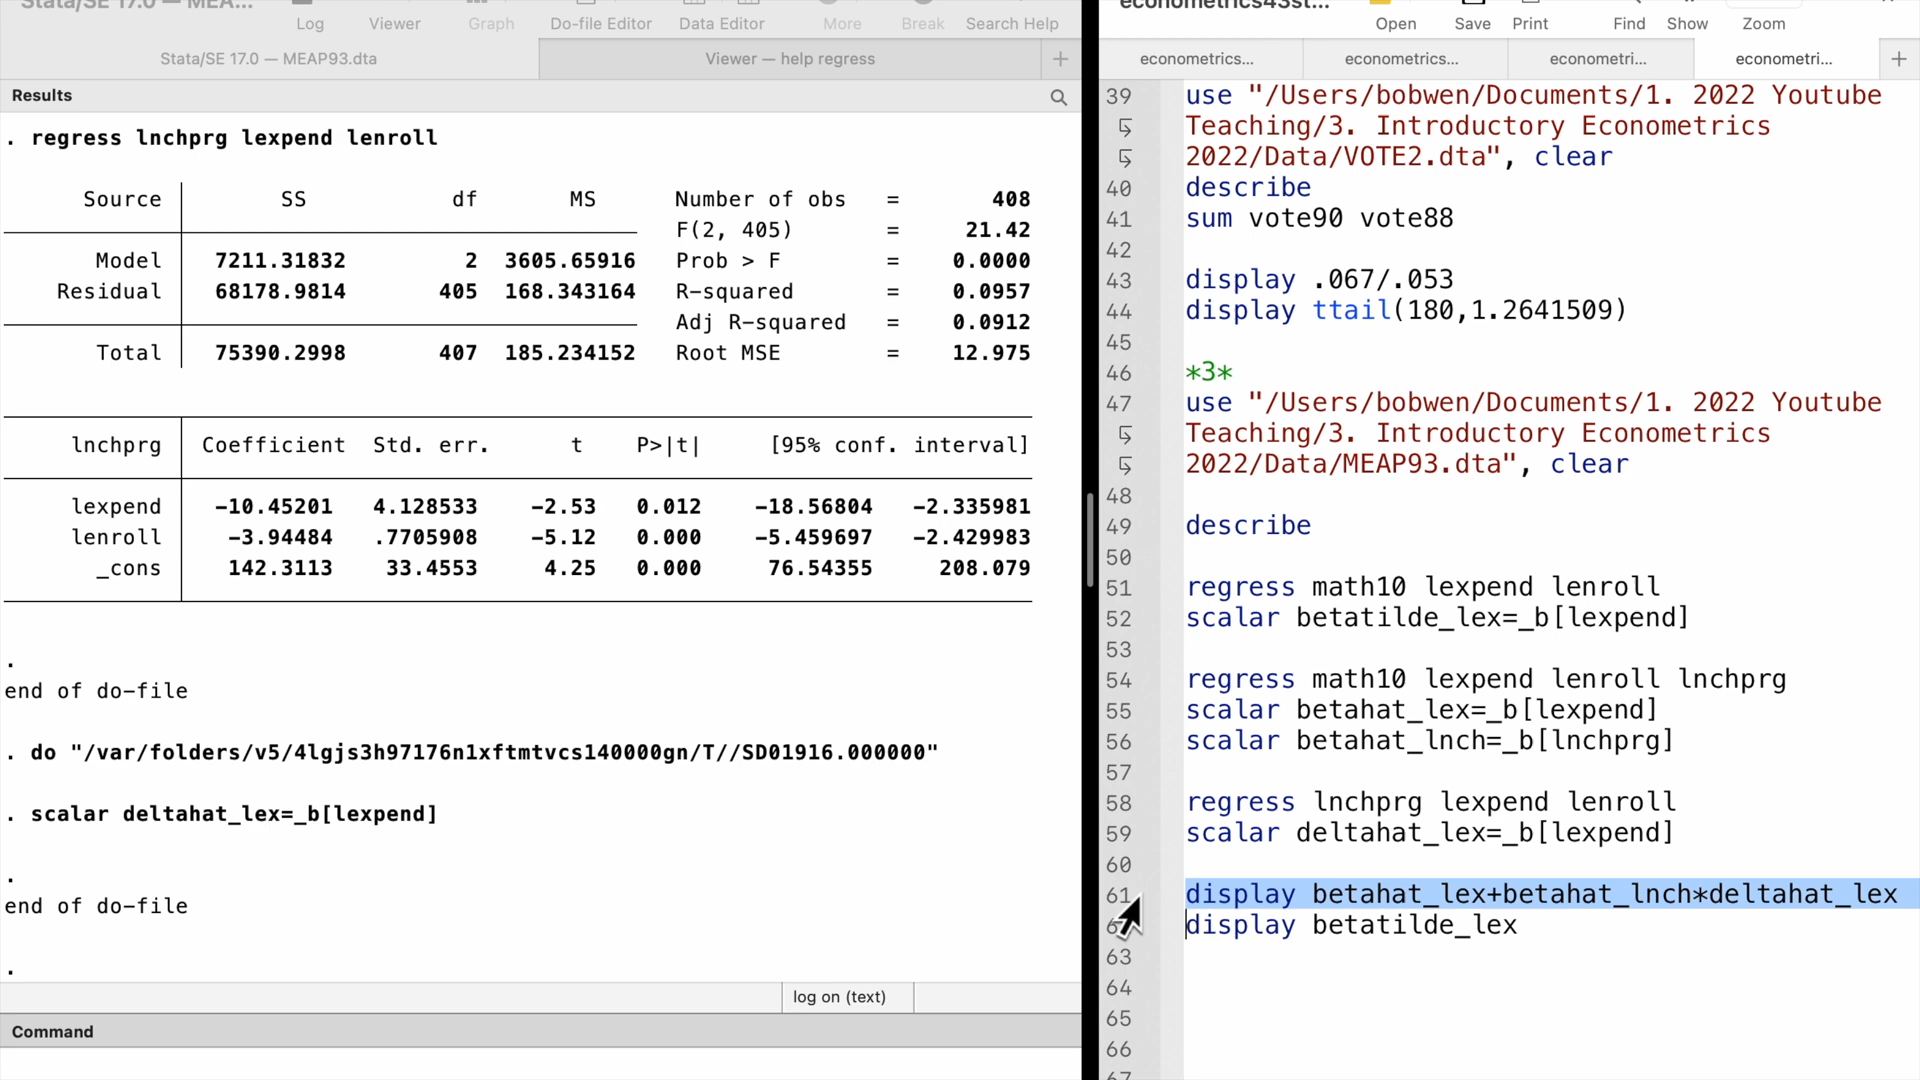 Stata/SE 17.0 — MEA...
Log Viewer Graph Do-file Editor Data Editor More Break Search Help
Stata/SE 17.0 — MEAP93.dta
Viewer — help regress
+
Results
. regress lnchprg lexpend lenroll
Source SS df MS Number of obs = 408
F(2, 405) = 21.42
Model 7211.31832 2 3605.65916 Prob > F = 0.0000
Residual 68178.9814 405 168.343164 R-squared = 0.0957
Adj R-squared = 0.0912
Total 75390.2998 407 185.234152 Root MSE = 12.975
lnchprg Coefficient Std. err. t P>|t| [95% conf. interval]
lexpend -10.45201 4.128533 -2.53 0.012 -18.56804 -2.335981
lenroll -3.94484 .7705908 -5.12 0.000 -5.459697 -2.429983
_cons 142.3113 33.4553 4.25 0.000 76.54355 208.079
.
end of do-file
. do "/var/folders/v5/4lgjs3h97176n1xftmtvcs140000gn/T//SD01916.000000"
. scalar deltahat_lex=_b[lexpend]
.
end of do-file
.
log on (text)
Command
econometrics43st...
Open Save Print Find Show Zoom
econometrics... econometrics... econometri... econometri... +
39 use "/Users/bobwen/Documents/1. 2022 Youtube
Teaching/3. Introductory Econometrics
2022/Data/VOTE2.dta", clear
40 describe
41 sum vote90 vote88
42
43 display .067/.053
44 display ttail(180,1.2641509)
45
46 *3*
47 use "/Users/bobwen/Documents/1. 2022 Youtube
Teaching/3. Introductory Econometrics
2022/Data/MEAP93.dta", clear
48
49 describe
50
51 regress math10 lexpend lenroll
52 scalar betatilde_lex=_b[lexpend]
53
54 regress math10 lexpend lenroll lnchprg
55 scalar betahat_lex=_b[lexpend]
56 scalar betahat_lnch=_b[lnchprg]
57
58 regress lnchprg lexpend lenroll
59 scalar deltahat_lex=_b[lexpend]
60
61 display betahat_lex+betahat_lnch*deltahat_lex
display betatilde_lex
63
64
65
66
67